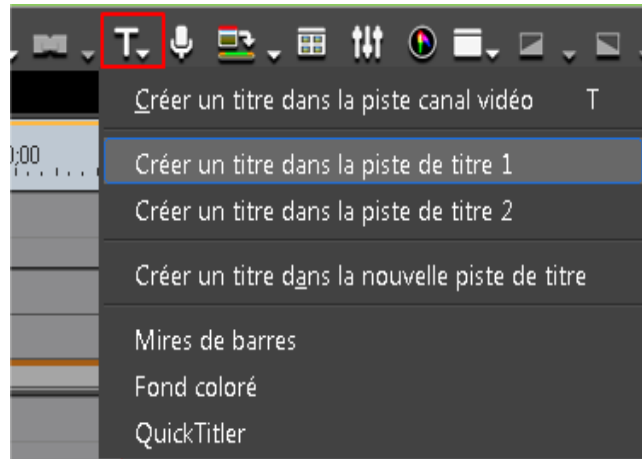 T
Créer un titre dans la piste canal vidéo T
;00
Créer un titre dans la piste de titre 1
Créer un titre dans la piste de titre 2
Créer un titre dans la nouvelle piste de titre
Mires de barres
Fond coloré
QuickTitler